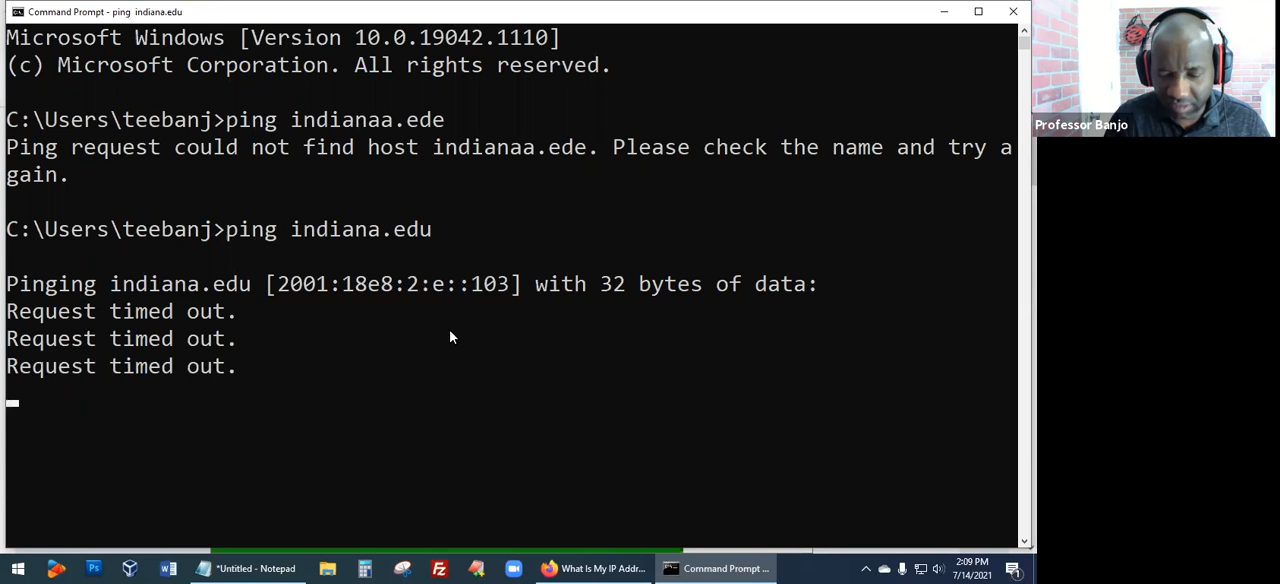 Command Prompt - ping indiana.edu
Microsoft Windows [Version 10.0.19042.1110]
(c) Microsoft Corporation. All rights reserved.
C:\Users\teebanj>ping indianaa.ede
Ping request could not find host indianaa.ede. Please check the name and try a
gain.
C:\Users\teebanj>ping indiana.edu
Pinging indiana.edu [2001:18e8:2:e::103] with 32 bytes of data:
Request timed out.
Request timed out.
Request timed out.
Professor Banjo
Ps
W
*Untitled - Notepad
Fz
What Is My IP Addr...
Command Prompt ...
2:09 PM
7/14/2021
1